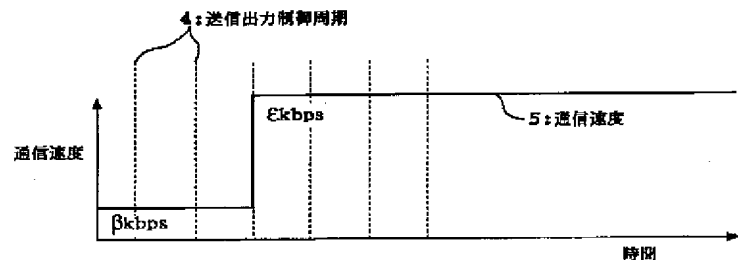 4:送信出力制御周期
εkbps
5:通信速度
通信速度
βkbps
時間